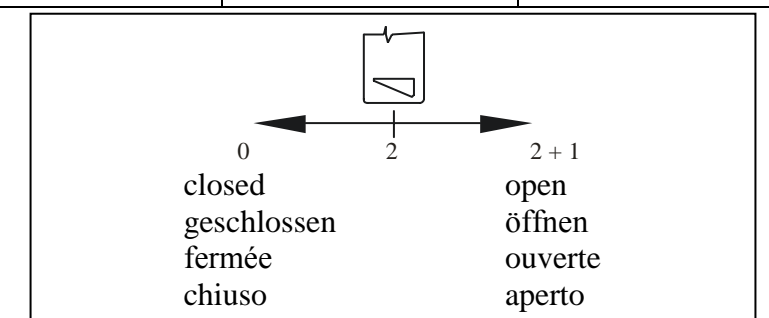 0 2 2 + 1
closed open
geschlossen öffnen
fermée ouverte
chiuso aperto